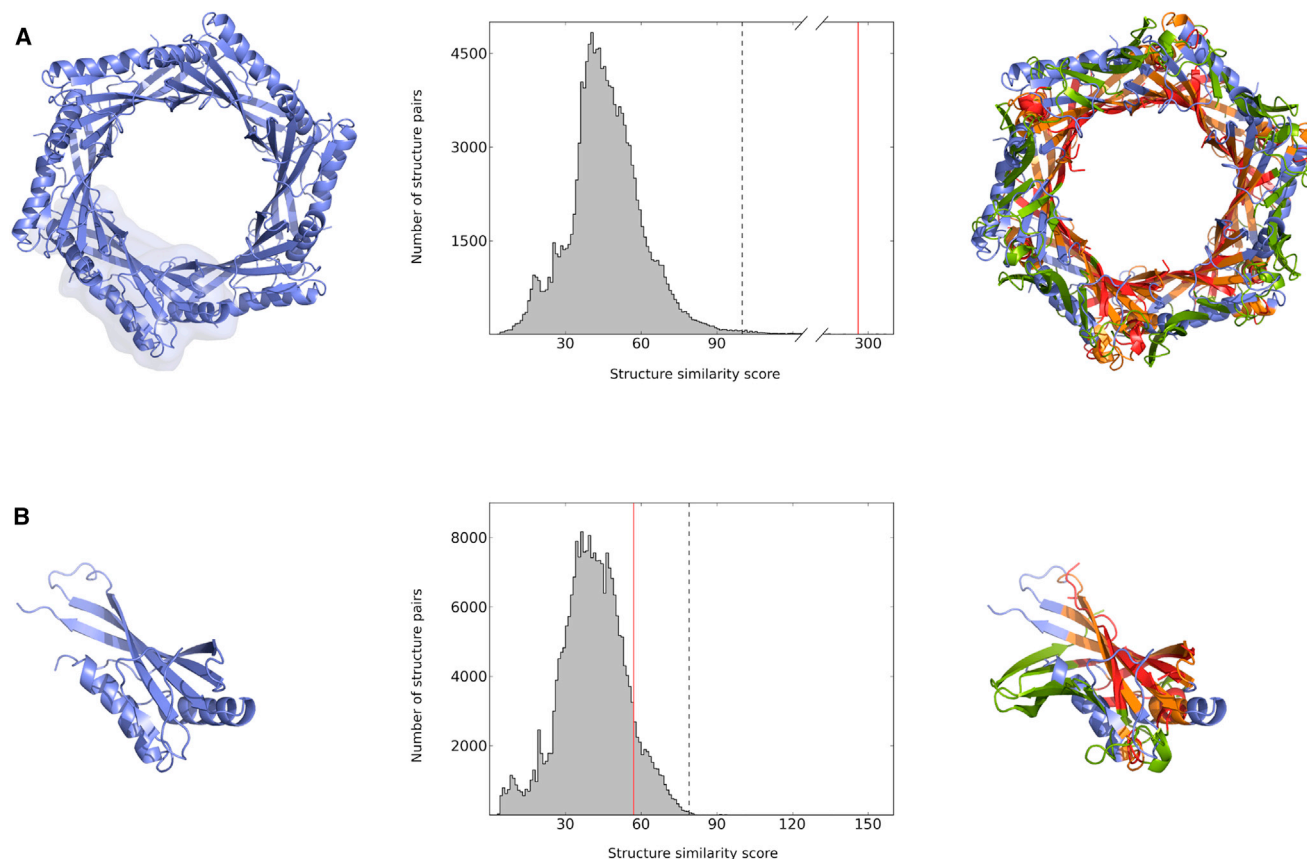 A
Number of structure pairs
4500
3000
1500
30 60 90 300
Structure similarity score
B
Number of structure pairs
8000
6000
4000
2000
30 60 90 120 150
Structure similarity score